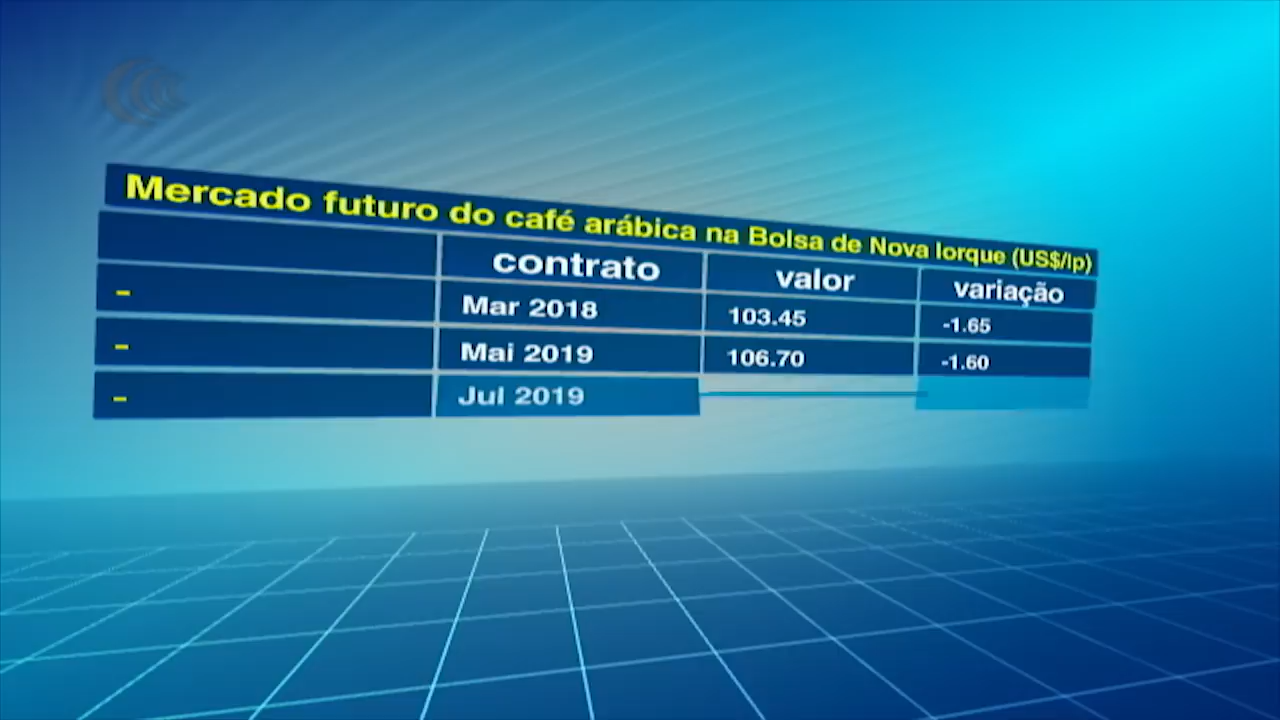 Mercado futuro do café arábica na Bolsa de Nova Iorque (US$/lp)
contrato valor variação
- Mar 2018 103.45 -1.65
- Mai 2019 106.70 -1.60
- Jul 2019